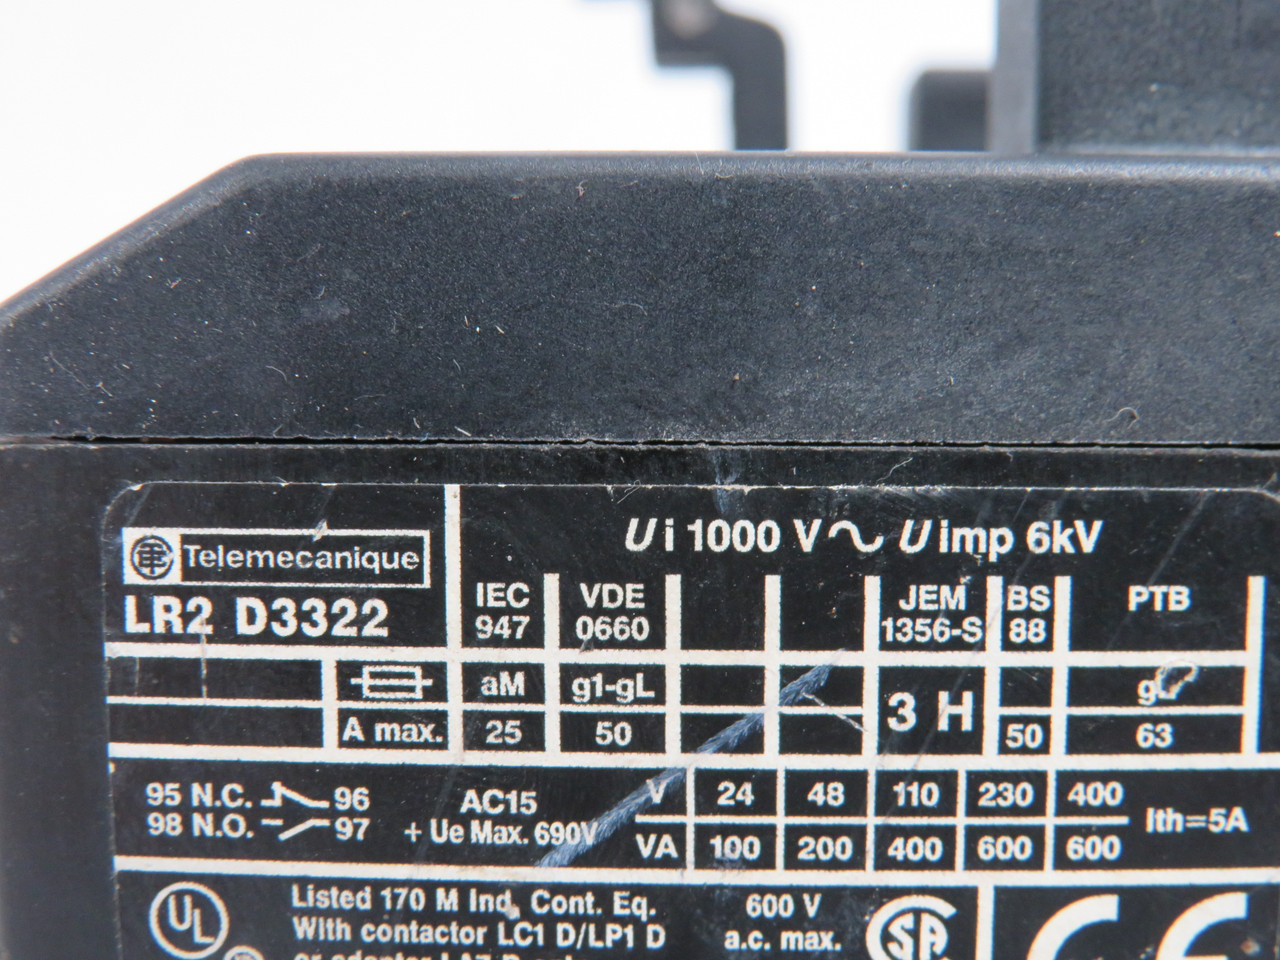 Telemecanique
LR2 D3322
Ui 1000 V Uimp 6kV
IEC 947
VDE 0660
JEM 1356-S
BS 88
PTB
aM
g1-gL
3 H
A max.
25
50
50
63
95 N.C. 96
98 N.O. 97
AC15
+ Ue Max. 690V
V 24 48 110 230 400
VA 100 200 400 600 600
Ith=5A
UL
Listed 170 M Ind. Cont. Eq.
With contactor LC1 D/LP1 D
600 V
a.c. max.
SA
CE